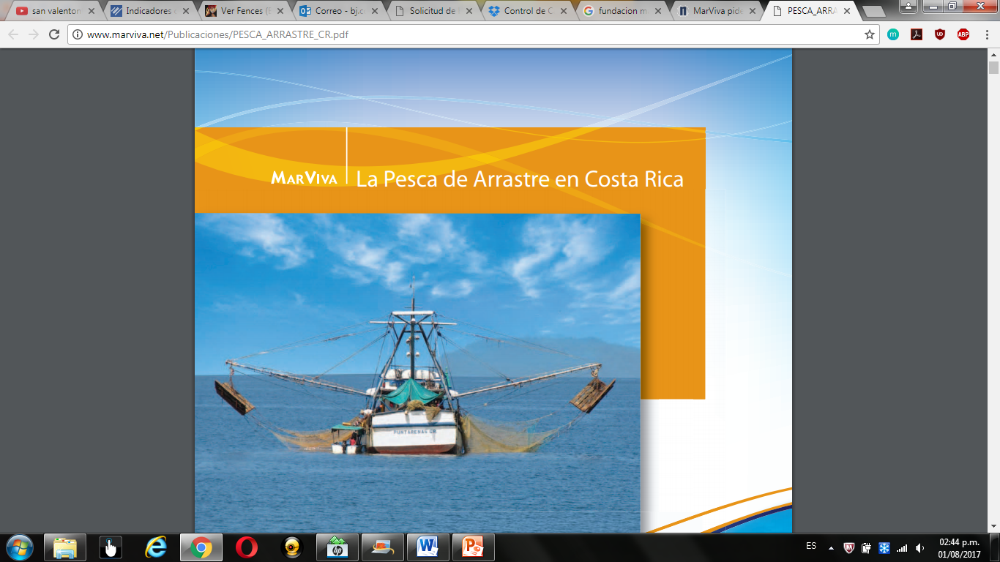 san valenton
Indicadores
Ver Fences (
Correo - bj.c
Solicitud de
Control de C
fundacion m
MarViva pide
PESCA_ARRA
www.marviva.net/Publicaciones/PESCA_ARRASTRE_CR.pdf
MARVIVA
La Pesca de Arrastre en Costa Rica
PUNTARENAS CR.
ES
02:44 p.m.
01/08/2017